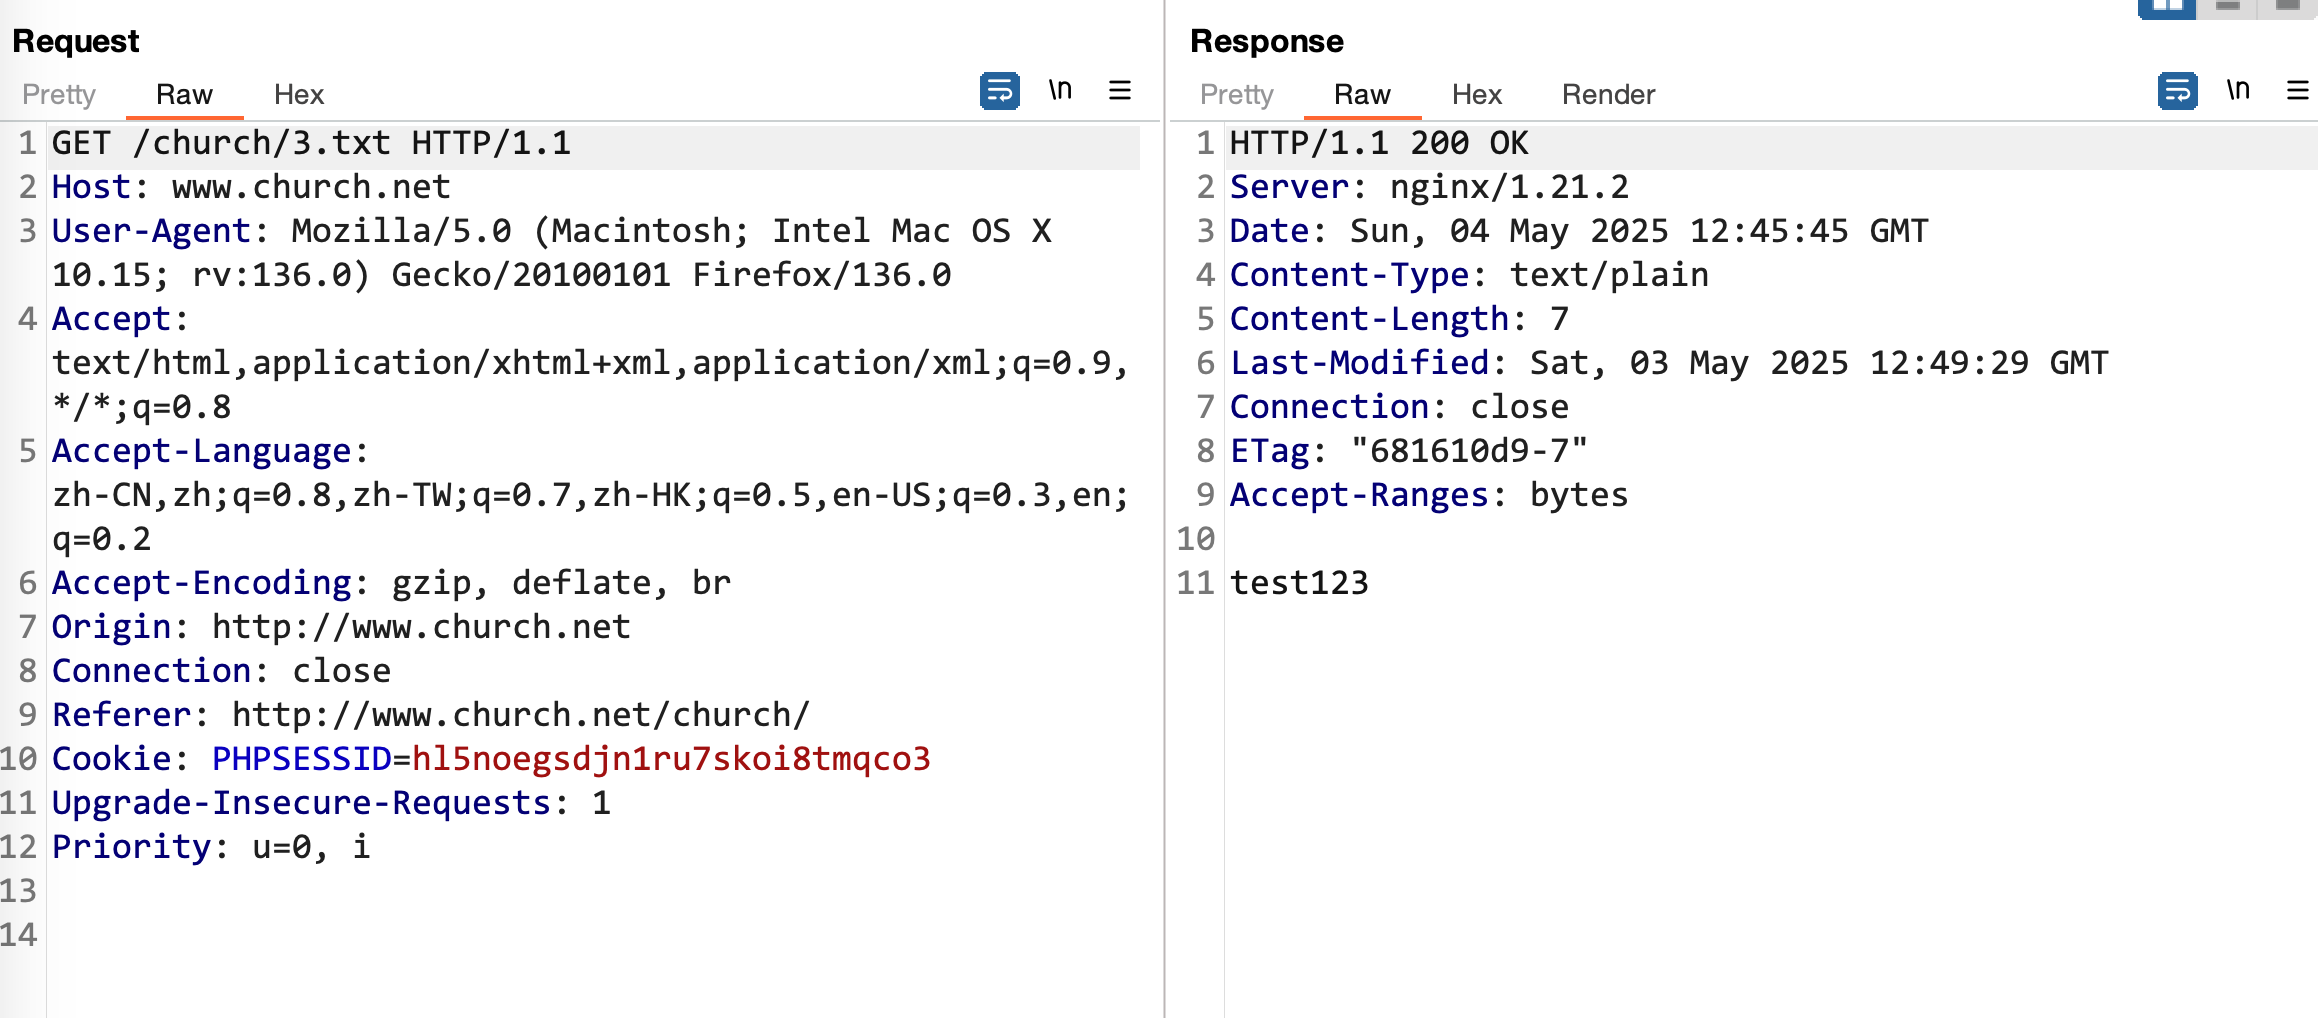 Request
Pretty Raw Hex \n
1 GET /church/3.txt HTTP/1.1
2 Host: www.church.net
3 User-Agent: Mozilla/5.0 (Macintosh; Intel Mac OS X
10.15; rv:136.0) Gecko/20100101 Firefox/136.0
4 Accept:
text/html,application/xhtml+xml,application/xml;q=0.9,
*/*;q=0.8
5 Accept-Language:
zh-CN,zh;q=0.8,zh-TW;q=0.7,zh-HK;q=0.5,en-US;q=0.3,en;
q=0.2
6 Accept-Encoding: gzip, deflate, br
7 Origin: http://www.church.net
8 Connection: close
9 Referer: http://www.church.net/church/
10 Cookie: PHPSESSID=hl5noegsdjn1ru7skoi8tmqco3
11 Upgrade-Insecure-Requests: 1
12 Priority: u=0, i
13
14
Response
Pretty Raw Hex Render \n
1 HTTP/1.1 200 OK
2 Server: nginx/1.21.2
3 Date: Sun, 04 May 2025 12:45:45 GMT
4 Content-Type: text/plain
5 Content-Length: 7
6 Last-Modified: Sat, 03 May 2025 12:49:29 GMT
7 Connection: close
8 ETag: "681610d9-7"
9 Accept-Ranges: bytes
10
11 test123